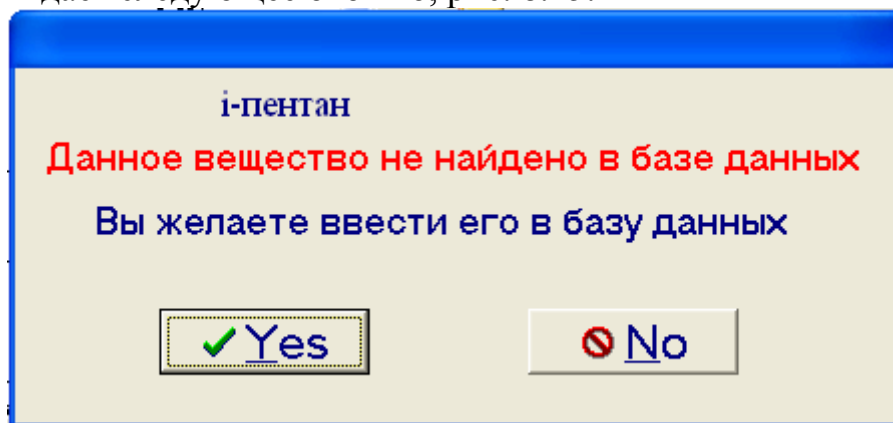 i-пентан
Данное вещество не найдено в базе данных
Вы желаете ввести его в базу данных
Yes
No